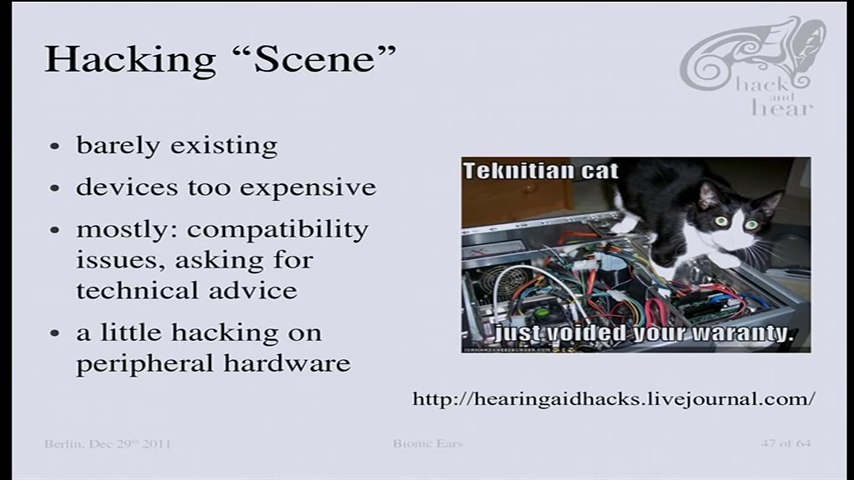 Hacking “Scene”
hack
and
hear
• barely existing
• devices too expensive
• mostly: compatibility
issues, asking for
technical advice
• a little hacking on
peripheral hardware
Teknitian cat
just voided your waranty.
http://hearingaidhacks.livejournal.com/
Berlin, Dec 29th 2011
Bionic Ears
47 of 64